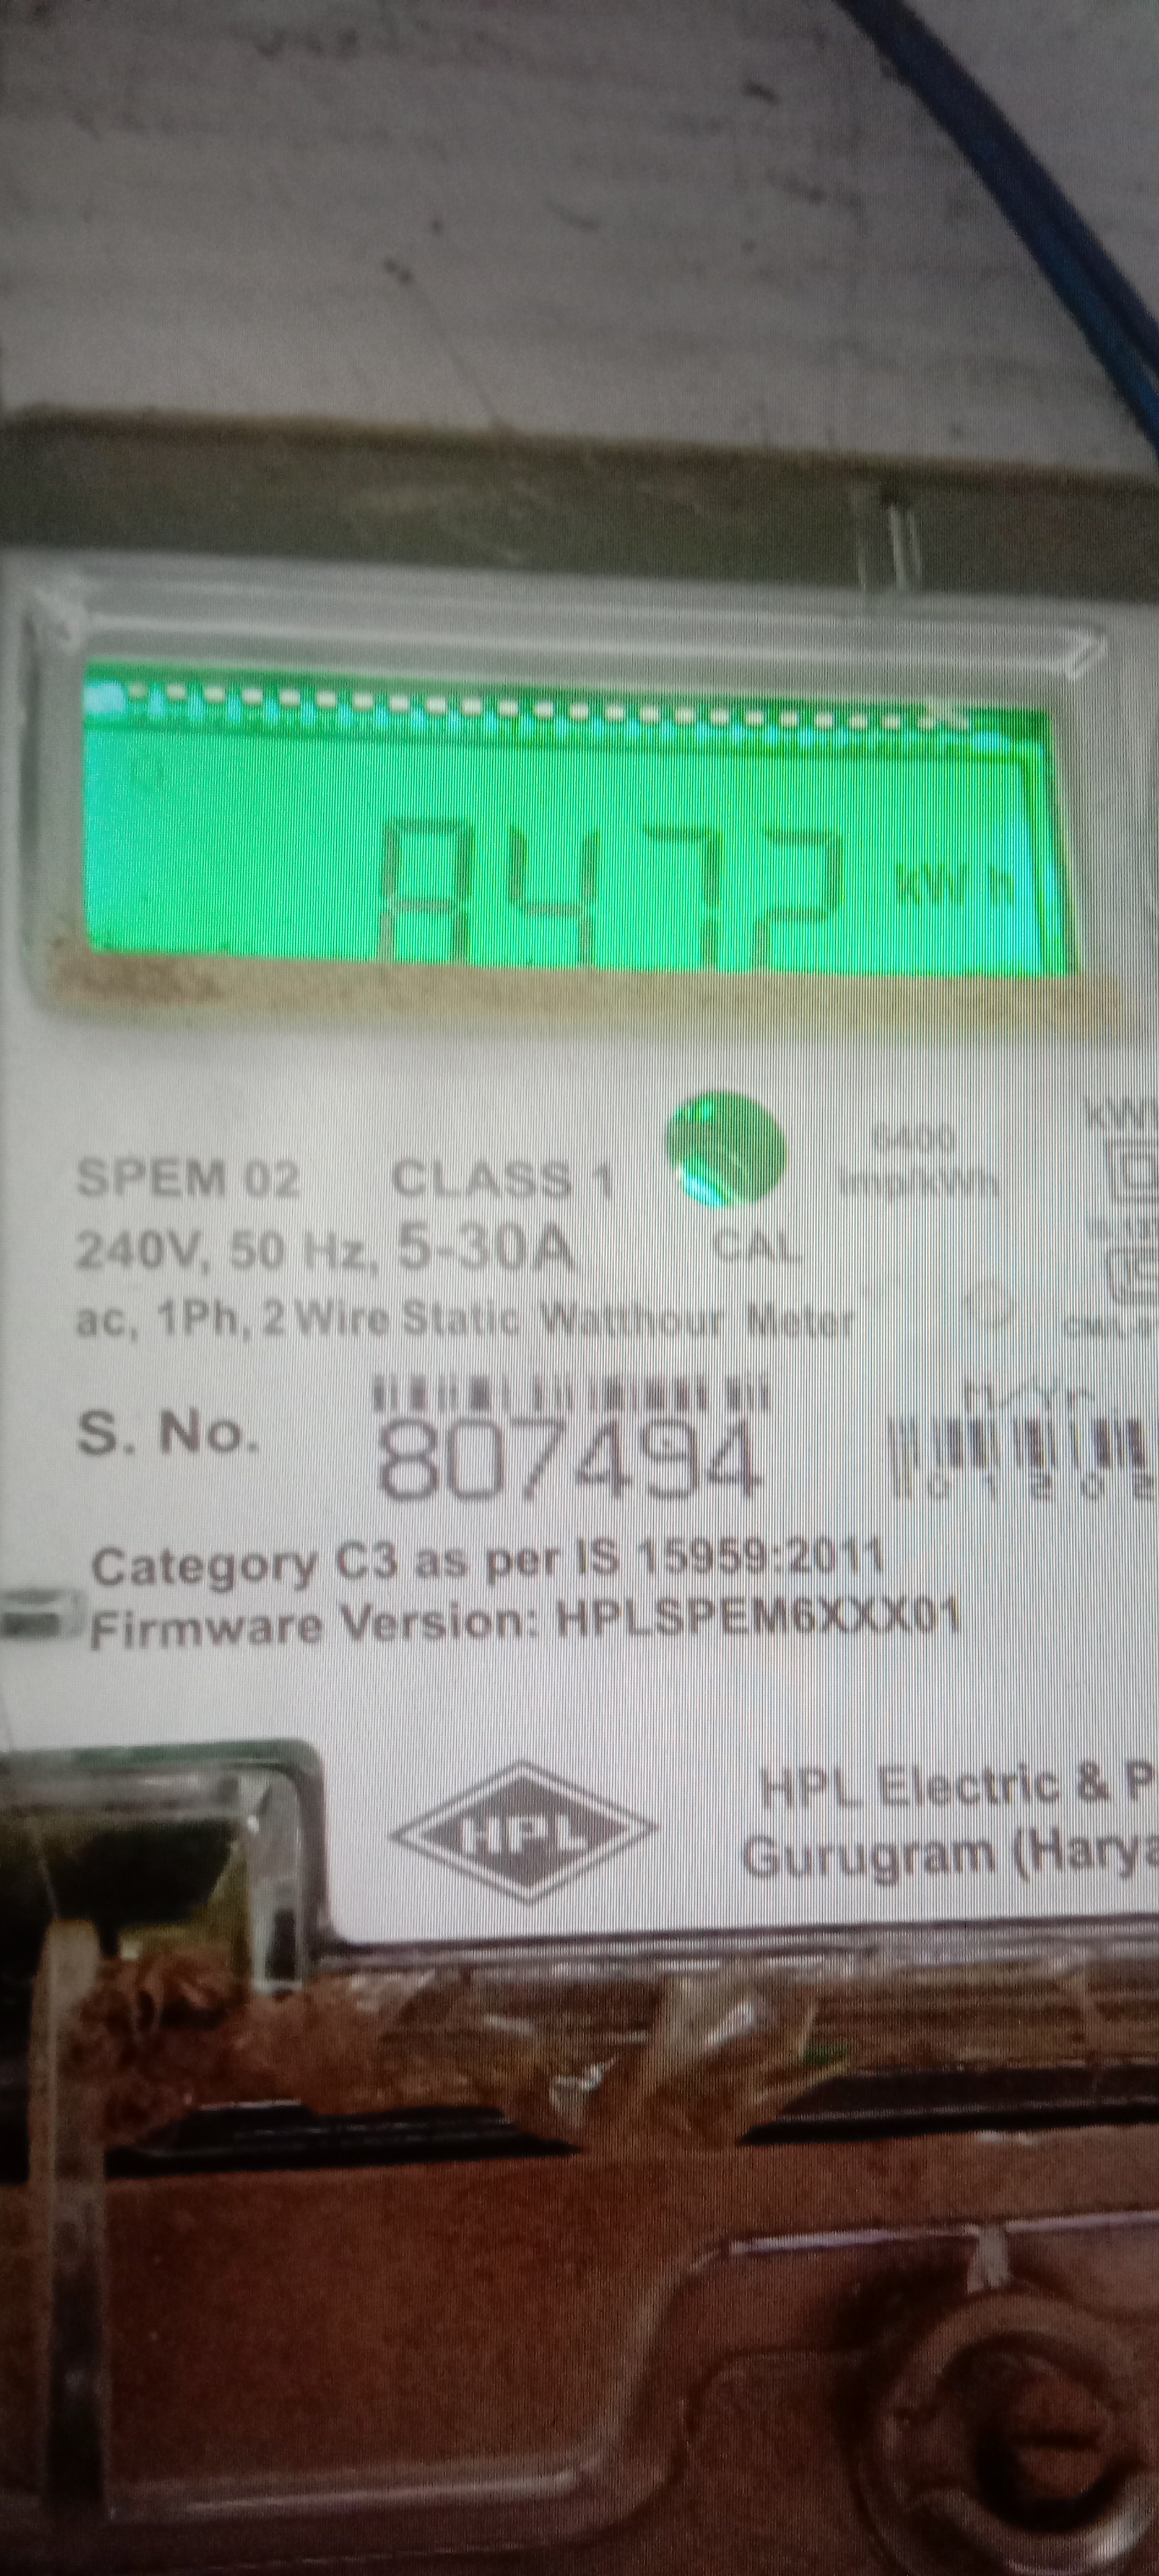 8472 kWh
SPEM 02 CLASS 1
6400
imp/kWh
240V, 50 Hz, 5-30A
CAL
ac, 1Ph, 2 Wire Static Watthour Meter
S. No. 807494
Category C3 as per IS 15959:2011
Firmware Version: HPLSPEM6XXX01
HPL
HPL Electric & P
Gurugram (Harya